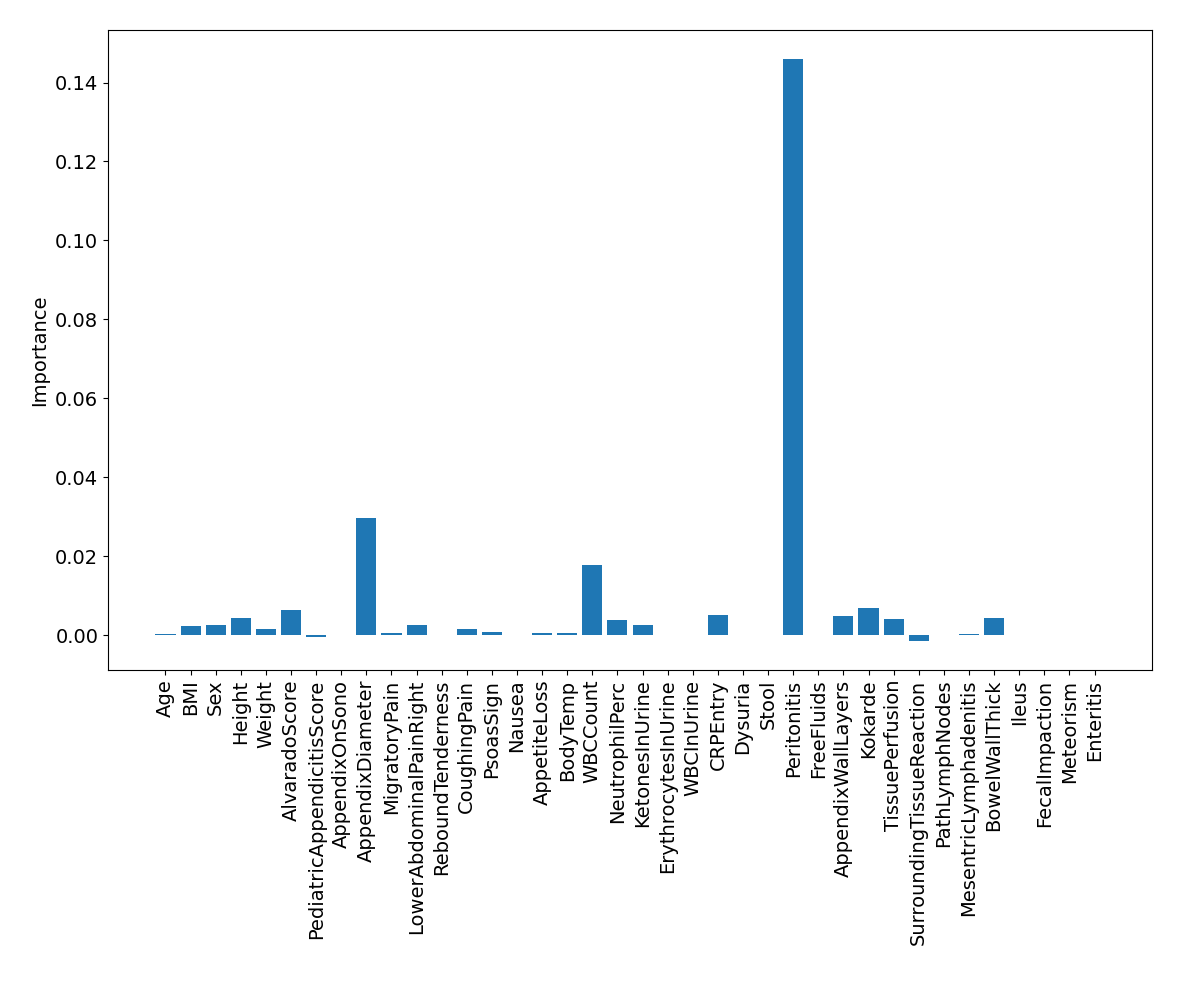 Importance
0.14
0.12
0.10
0.08
0.06
0.04
0.02
0.00
Age
BMI
Sex
Height
Weight
AlvaradoScore
PediatricAppendicitisScore
AppendixOnSono
AppendixDiameter
MigratoryPain
LowerAbdominalPainRight
ReboundTenderness
CoughingPain
PsoasSign
Nausea
AppetiteLoss
BodyTemp
WBCCount
NeutrophilPerc
KetonesInUrine
ErythrocytesInUrine
WBCInUrine
CRPEntry
Dysuria
Stool
Peritonitis
FreeFluids
AppendixWallLayers
Kokarde
TissuePerfusion
SurroundingTissueReaction
PathLymphNodes
MesentricLymphadenitis
BowelWallThick
Ileus
FecalImpaction
Meteorism
Enteritis